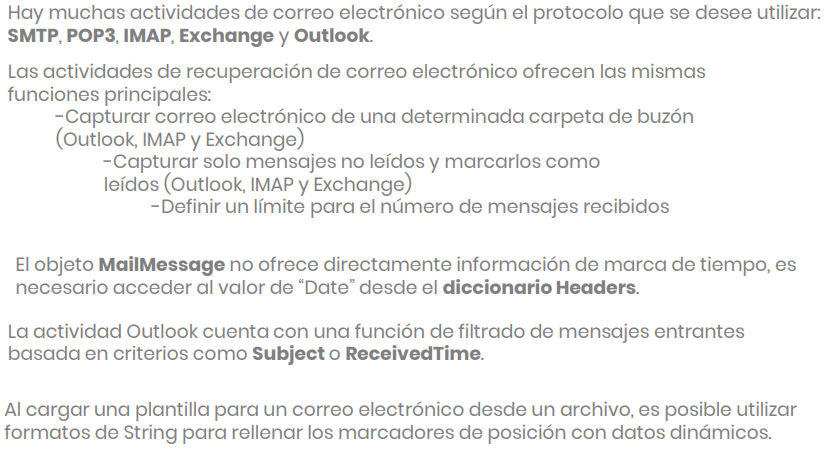 Hay muchas actividades de correo electrónico según el protocolo que se desee utilizar:
SMTP, POP3, IMAP, Exchange y Outlook.
Las actividades de recuperación de correo electrónico ofrecen las mismas
funciones principales:
-Capturar correo electrónico de una determinada carpeta de buzón
(Outlook, IMAP y Exchange)
-Capturar solo mensajes no leídos y marcarlos como
leídos (Outlook, IMAP y Exchange)
-Definir un límite para el número de mensajes recibidos
El objeto MailMessage no ofrece directamente información de marca de tiempo, es
necesario acceder al valor de “Date” desde el diccionario Headers.
La actividad Outlook cuenta con una función de filtrado de mensajes entrantes
basada en criterios como Subject o ReceivedTime.
Al cargar una plantilla para un correo electrónico desde un archivo, es posible utilizar
formatos de String para rellenar los marcadores de posición con datos dinámicos.